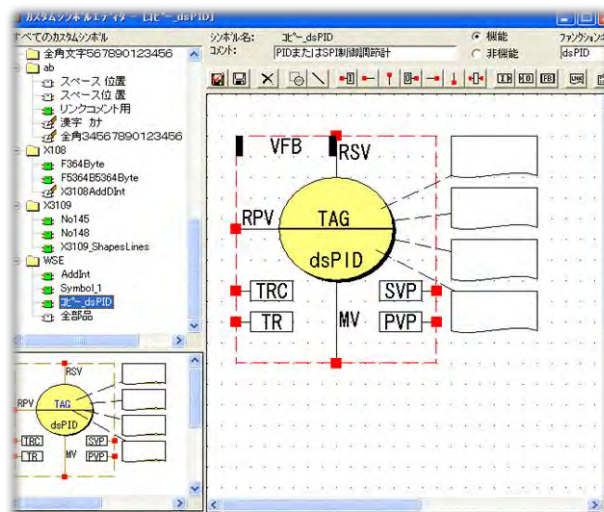 カスタムシンボルエディター - [ｺﾋﾟｰ_dsPID]
すべてのカスタムシンボル
全角文字567890123456
ab
スペース 位置
スペース位 置
リンクコメント用
漢字 カナ
全角34567890123456
X108
F364Byte
F5364B5364Byte
X3108AddDInt
X3109
No145
No148
X3109_ShapesLines
WSE
AddInt
Symbol_1
ｺﾋﾟｰ_dsPID
全部品
シンボル名:
ｺﾋﾟｰ_dsPID
コメント:
PIDまたはSPI制御調節計
機能
非機能
ファンクション名
dsPID
VFB
RSV
RPV
TAG
dsPID
TRC
SVP
TR
MV
PVP
RSV
RPV
TAG
dsPID
TRC
SVP
TR
MV
PVP